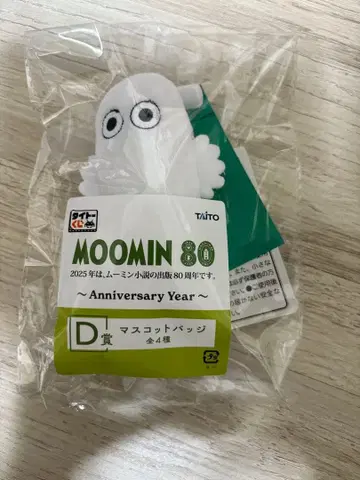 タイトーくじ
TAITO
MOOMIN 80
2025年は、ムーミン小説の出版80周年です。
～Anniversary Year～
D賞
マスコットバッジ
全4種